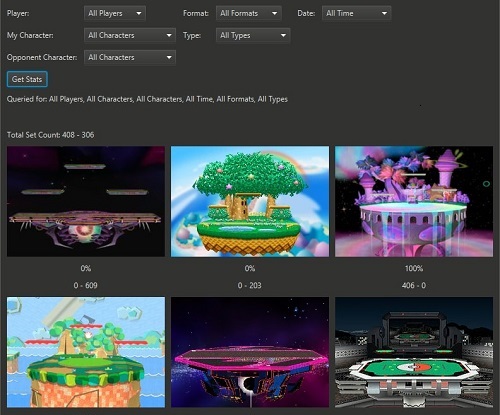 Player: All Players Format: All Formats Date: All Time
My Character: All Characters Type: All Types
Opponent Character: All Characters
Get Stats
Queried for: All Players, All Characters, All Characters, All Time, All Formats, All Types
Total Set Count: 408 - 306
0% 0% 100%
0 - 609 0 - 203 406 - 0